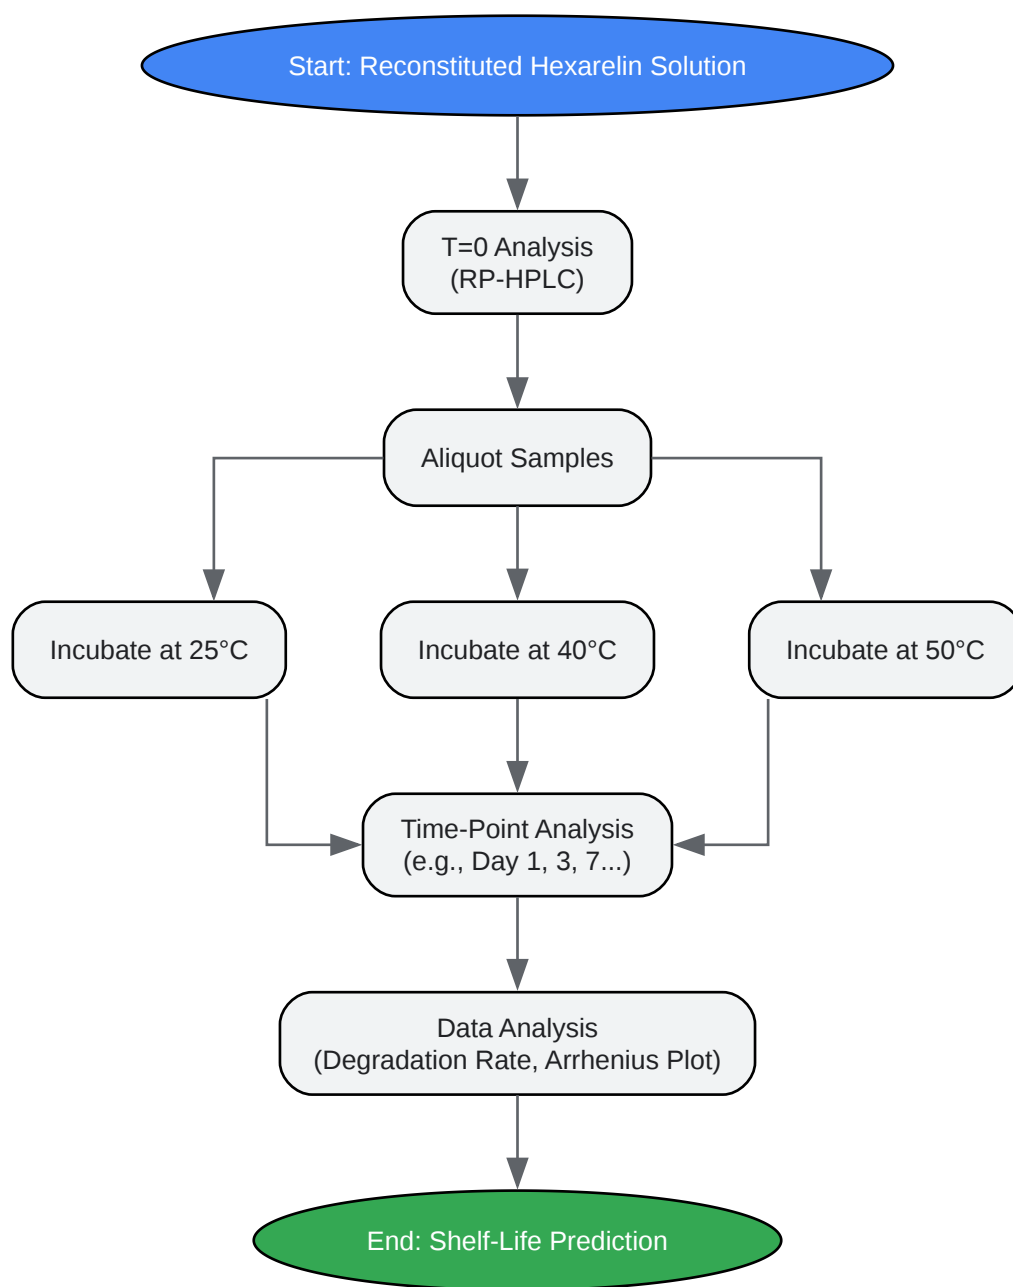 Start: Reconstituted Hexarelin Solution
T=0 Analysis
(RP-HPLC)
Aliquot Samples
Incubate at 25°C
Incubate at 40°C
Incubate at 50°C
Time-Point Analysis
(e.g., Day 1, 3, 7...)
Data Analysis
(Degradation Rate, Arrhenius Plot)
End: Shelf-Life Prediction